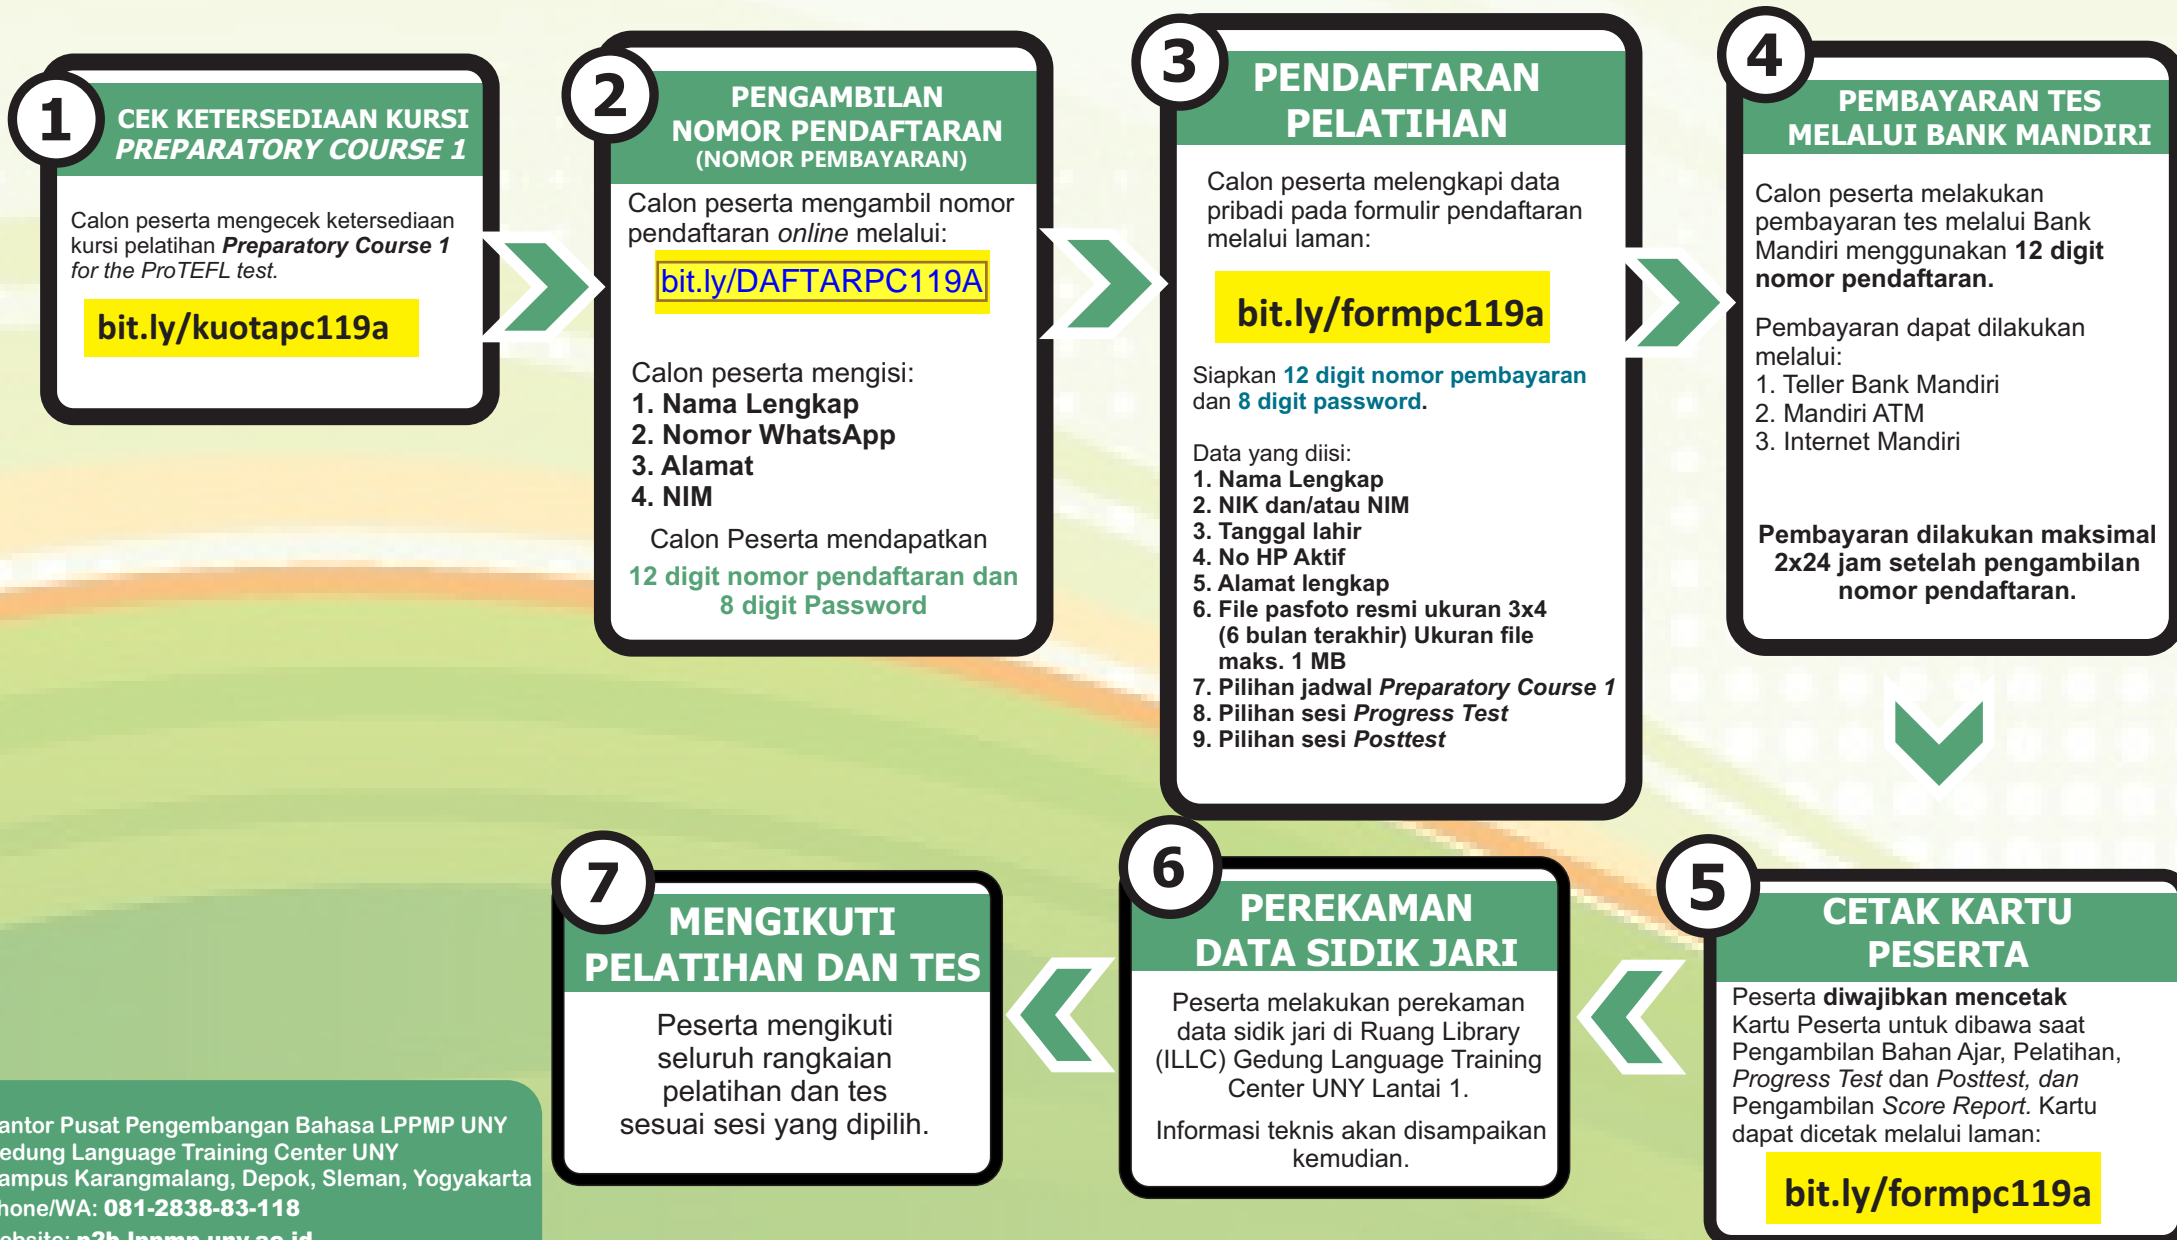 1
CEK KETERSEDIAAN KURSI
PREPARATORY COURSE 1
Calon peserta mengecek ketersediaan
kursi pelatihan Preparatory Course 1
for the ProTEFL test.
bit.ly/kuotapc119a
2
PENGAMBILAN
NOMOR PENDAFTARAN
(NOMOR PEMBAYARAN)
Calon peserta mengambil nomor
pendaftaran online melalui:
bit.ly/DAFTARPC119A
Calon peserta mengisi:
1. Nama Lengkap
2. Nomor WhatsApp
3. Alamat
4. NIM
Calon Peserta mendapatkan
12 digit nomor pendaftaran dan
8 digit Password
3
PENDAFTARAN
PELATIHAN
Calon peserta melengkapi data
pribadi pada formulir pendaftaran
melalui laman:
bit.ly/formpc119a
Siapkan 12 digit nomor pembayaran
dan 8 digit password.
Data yang diisi:
1. Nama Lengkap
2. NIK dan/atau NIM
3. Tanggal lahir
4. No HP Aktif
5. Alamat lengkap
6. File pasfoto resmi ukuran 3x4
(6 bulan terakhir) Ukuran file
maks. 1 MB
7. Pilihan jadwal Preparatory Course 1
8. Pilihan sesi Progress Test
9. Pilihan sesi Posttest
4
PEMBAYARAN TES
MELALUI BANK MANDIRI
Calon peserta melakukan
pembayaran tes melalui Bank
Mandiri menggunakan 12 digit
nomor pendaftaran.
Pembayaran dapat dilakukan
melalui:
1. Teller Bank Mandiri
2. Mandiri ATM
3. Internet Mandiri
Pembayaran dilakukan maksimal
2x24 jam setelah pengambilan
nomor pendaftaran.
5
CETAK KARTU
PESERTA
Peserta diwajibkan mencetak
Kartu Peserta untuk dibawa saat
Pengambilan Bahan Ajar, Pelatihan,
Progress Test dan Posttest, dan
Pengambilan Score Report. Kartu
dapat dicetak melalui laman:
bit.ly/formpc119a
6
PEREKAMAN
DATA SIDIK JARI
Peserta melakukan perekaman
data sidik jari di Ruang Library
(ILLC) Gedung Language Training
Center UNY Lantai 1.
Informasi teknis akan disampaikan
kemudian.
7
MENGIKUTI
PELATIHAN DAN TES
Peserta mengikuti
seluruh rangkaian
pelatihan dan tes
sesuai sesi yang dipilih.
antor Pusat Pengembangan Bahasa LPPMP UNY
edung Language Training Center UNY
ampus Karangmalang, Depok, Sleman, Yogyakarta
hone/WA: 081-2838-83-118